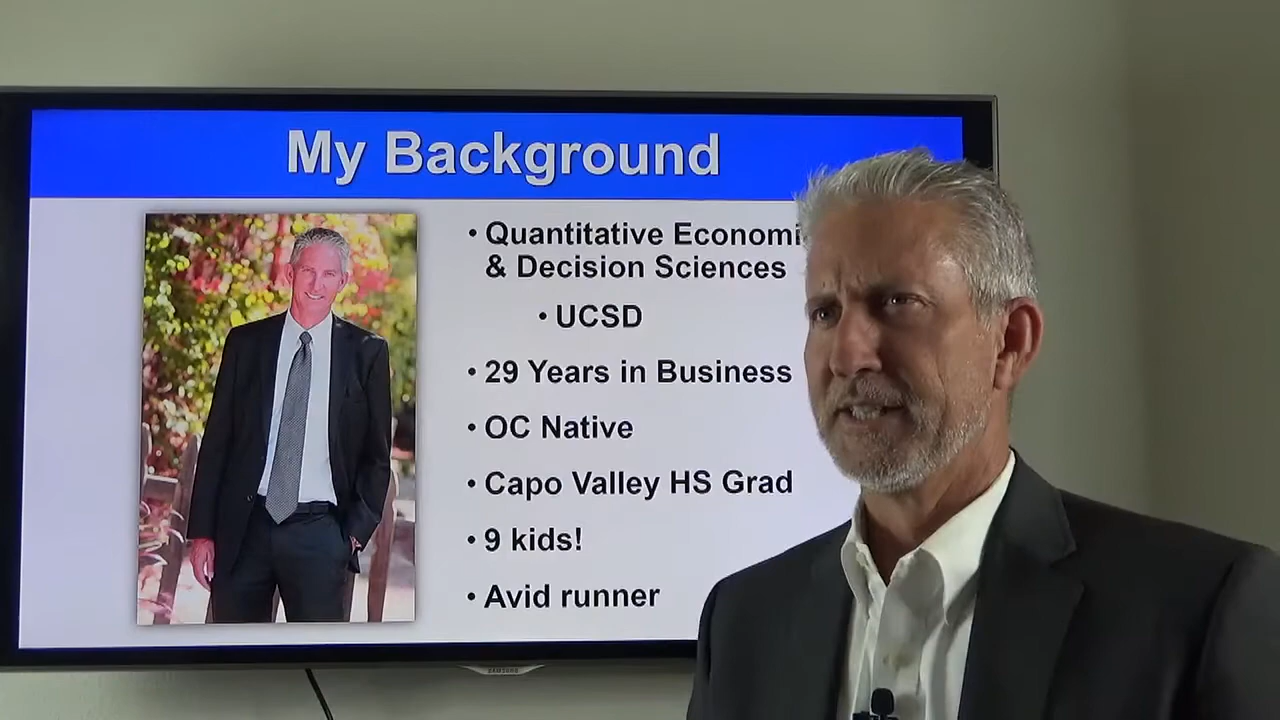 My Background
• Quantitative Economi
& Decision Sciences
• UCSD
• 29 Years in Business
• OC Native
• Capo Valley HS Grad
• 9 kids!
• Avid runner
SAMSUNG